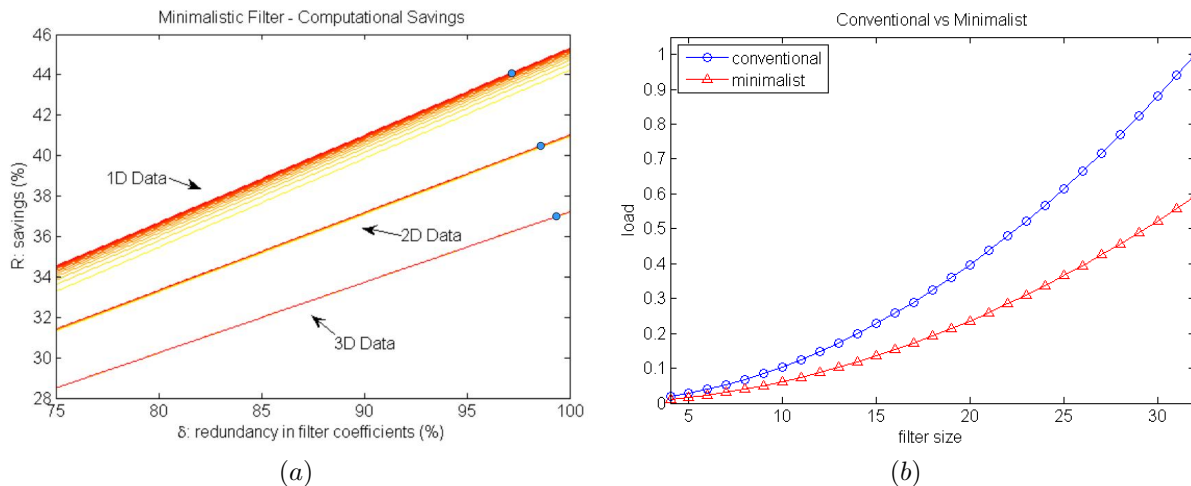 Minimalistic Filter - Computational Savings
46
44
42
40
38
36
34
32
30
28
R: savings (%)
1D Data
2D Data
3D Data
75 80 85 90 95 100
δ: redundancy in filter coefficients (%)
(a)
Conventional vs Minimalist
conventional
minimalist
1
0.9
0.8
0.7
0.6
0.5
0.4
0.3
0.2
0.1
0
load
5 10 15 20 25 30
filter size
(b)